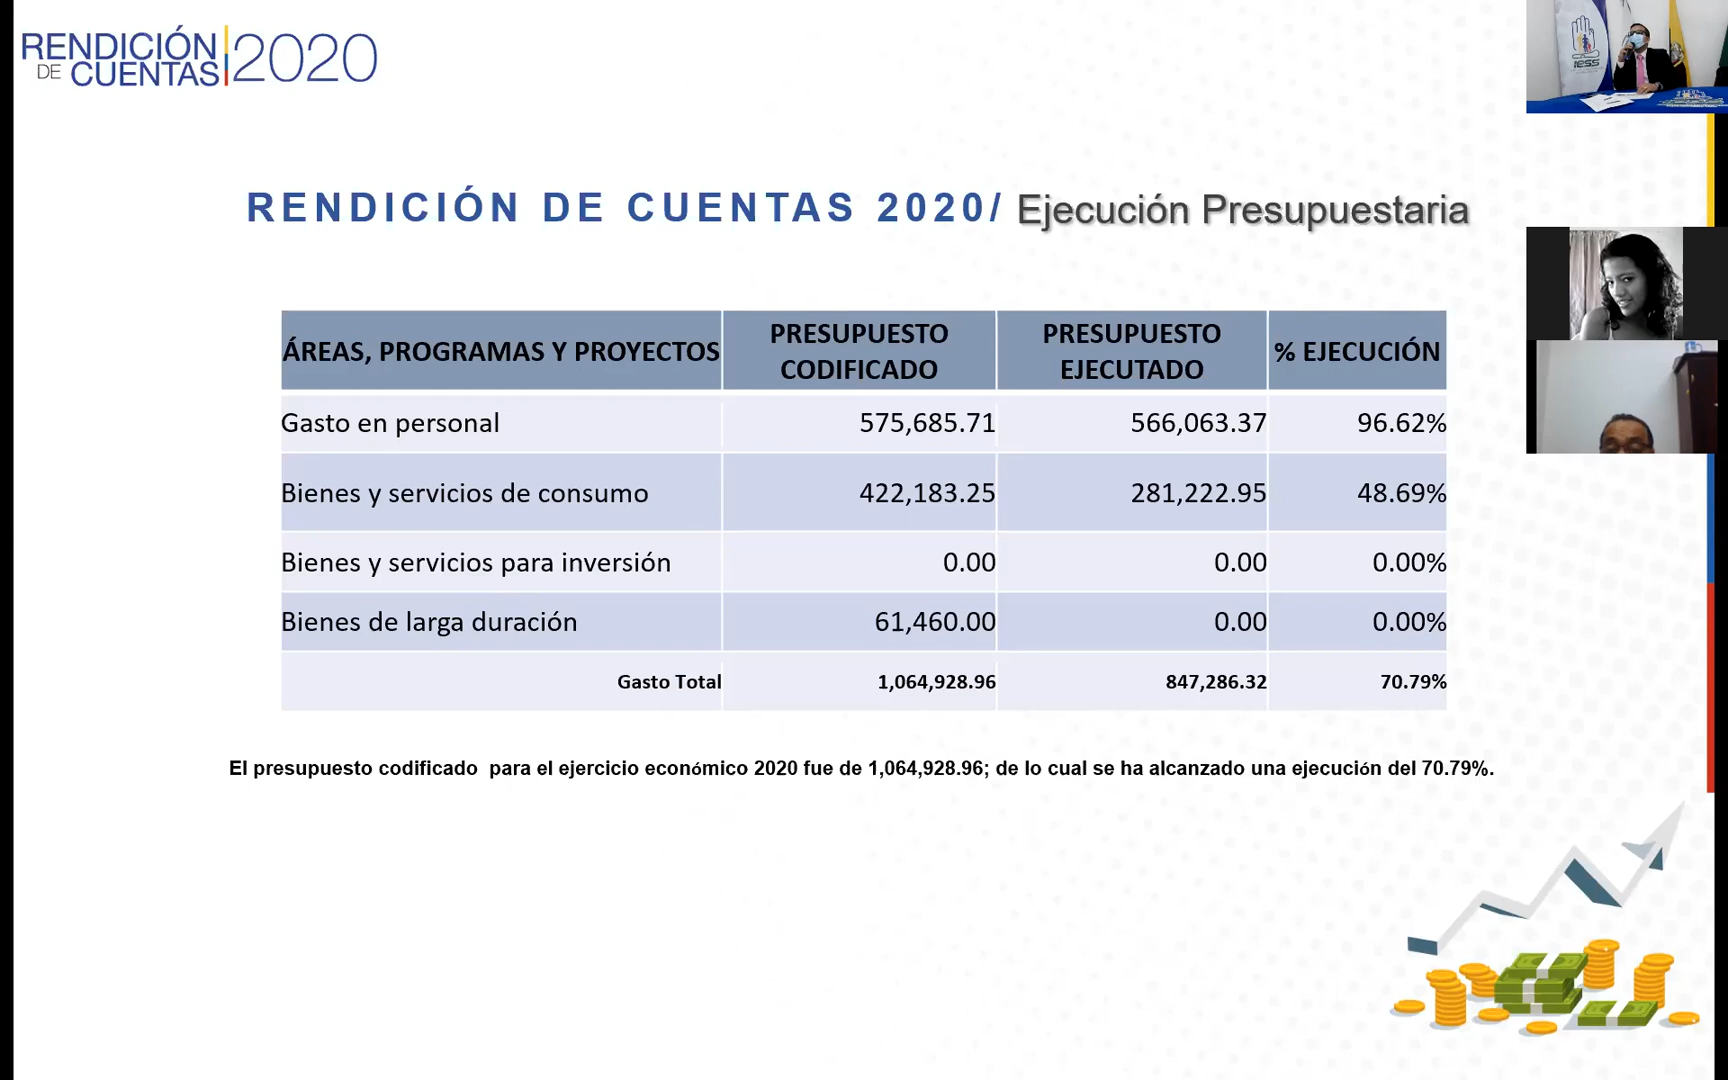 RENDICIÓN
DE CUENTAS 2020
iess
RENDICIÓN DE CUENTAS 2020/ Ejecución Presupuestaria
ÁREAS, PROGRAMAS Y PROYECTOS PRESUPUESTO CODIFICADO PRESUPUESTO EJECUTADO % EJECUCIÓN
Gasto en personal 575,685.71 566,063.37 96.62%
Bienes y servicios de consumo 422,183.25 281,222.95 48.69%
Bienes y servicios para inversión 0.00 0.00 0.00%
Bienes de larga duración 61,460.00 0.00 0.00%
Gasto Total 1,064,928.96 847,286.32 70.79%
El presupuesto codificado para el ejercicio económico 2020 fue de 1,064,928.96; de lo cual se ha alcanzado una ejecución del 70.79%.